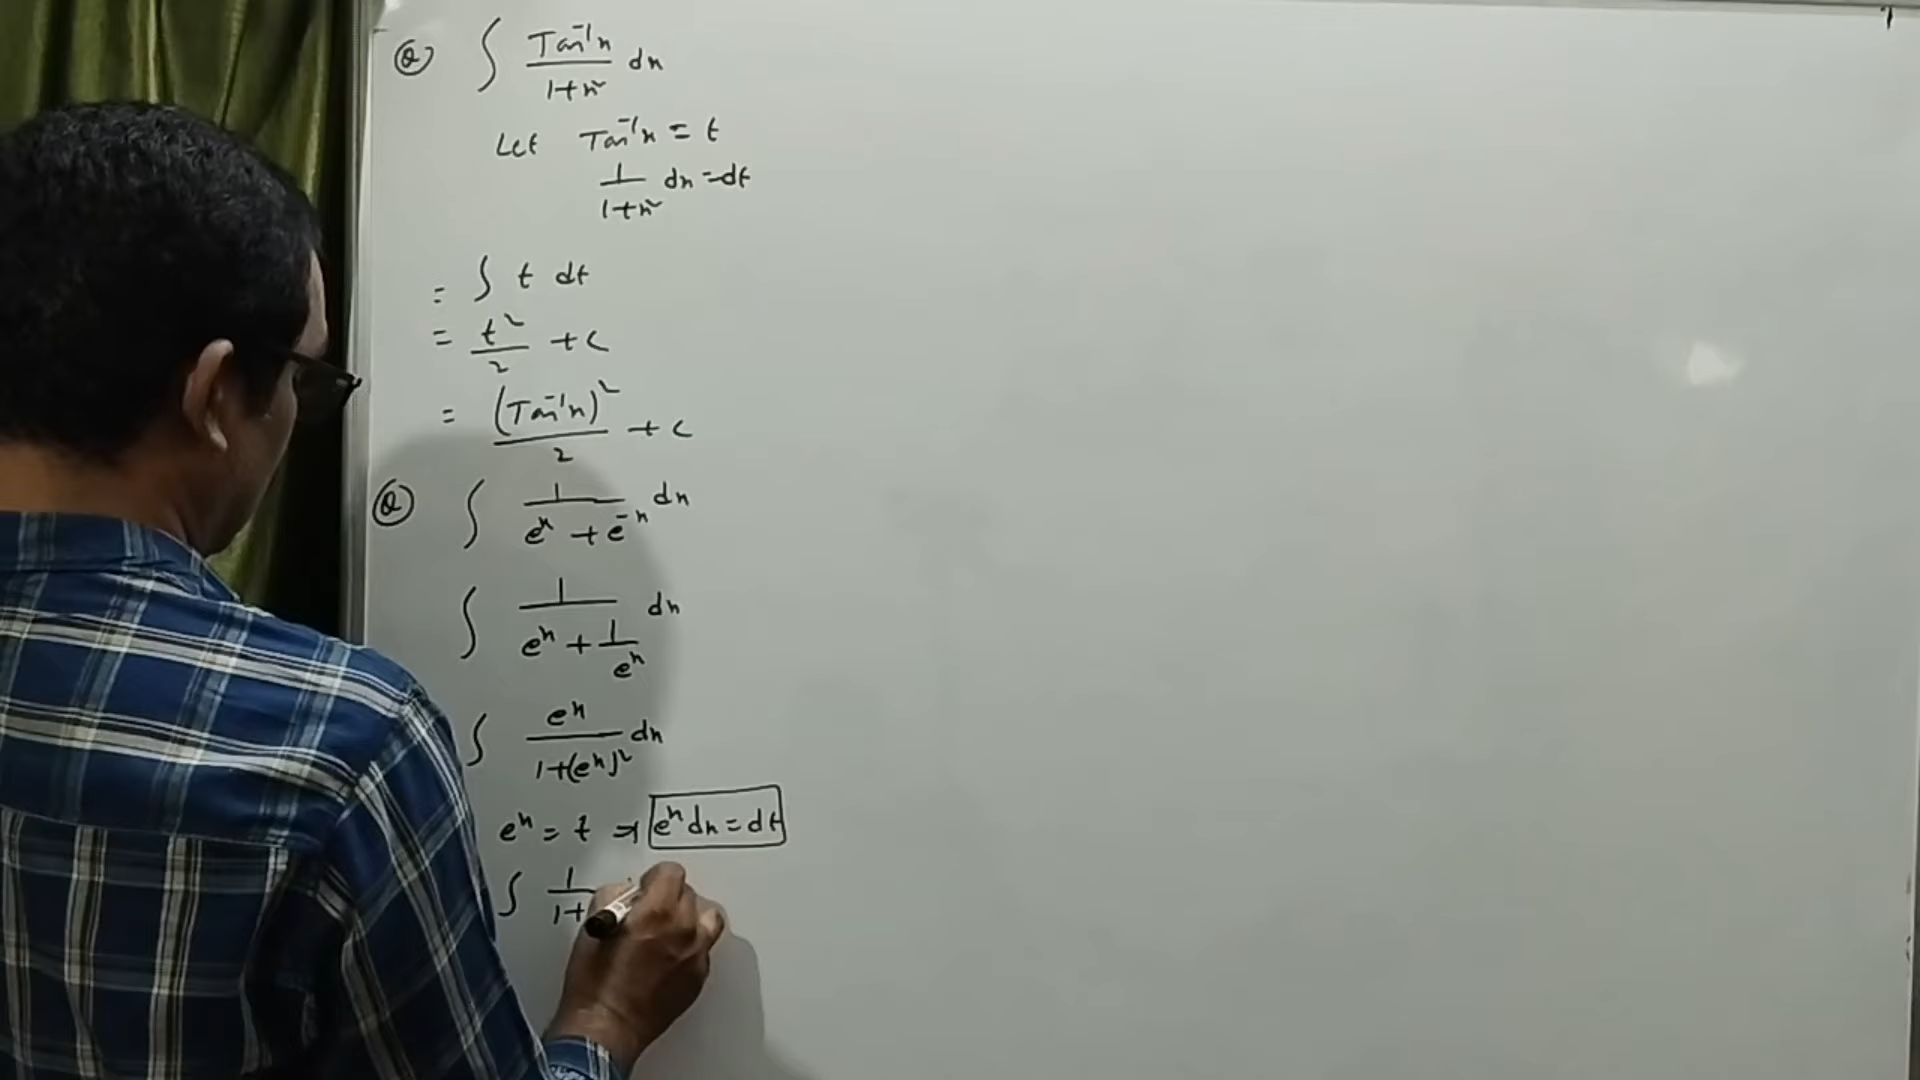 Q ∫ Tan⁻¹x / 1+x² dx
Let Tan⁻¹x = t
1 / 1+x² dx = dt
= ∫ t dt
= t² / 2 + c
= (Tan⁻¹x)² / 2 + c
Q ∫ 1 / eˣ + e⁻ˣ dx
∫ 1 / eˣ + 1/eˣ dx
∫ eˣ / 1+(eˣ)² dx
eˣ = t ⇒ eˣ dx = dt
∫ 1 / 1+